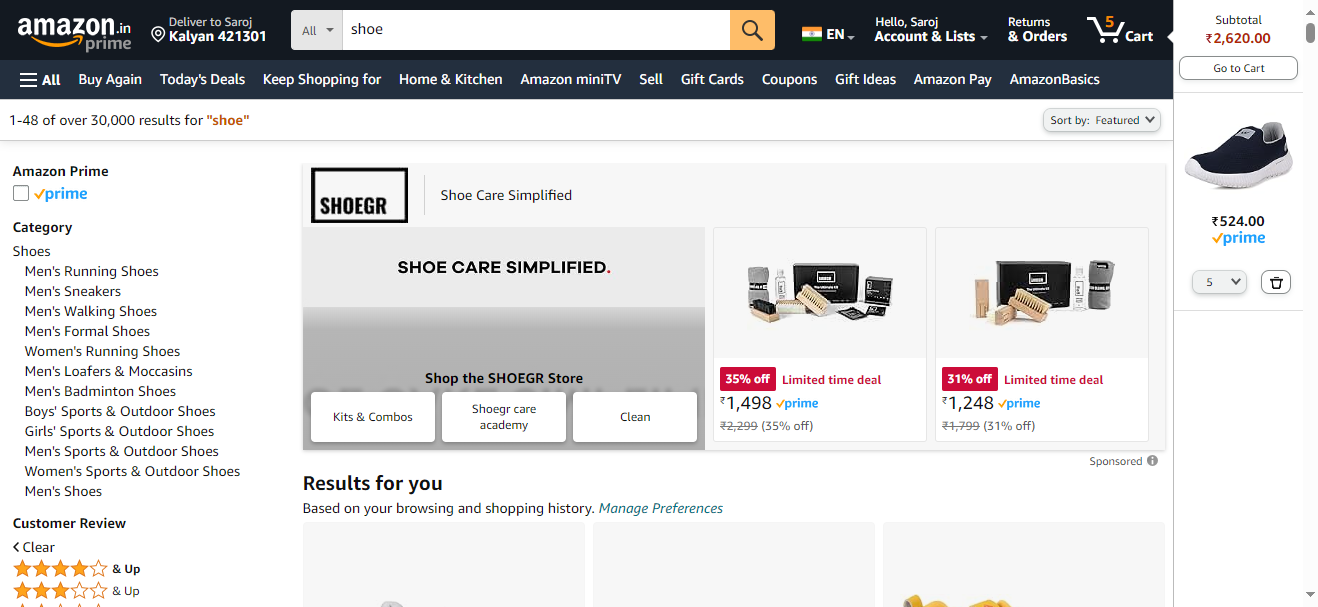 amazon.in
prime
Deliver to Saroj
Kalyan 421301
All
shoe
EN
Hello, Saroj
Account & Lists
Returns
& Orders
5
Cart
All
Buy Again
Today's Deals
Keep Shopping for
Home & Kitchen
Amazon miniTV
Sell
Gift Cards
Coupons
Gift Ideas
Amazon Pay
AmazonBasics
Subtotal
₹2,620.00
Go to Cart
₹524.00
prime
5
1-48 of over 30,000 results for "shoe"
Sort by: Featured
Amazon Prime
prime
Category
Shoes
Men's Running Shoes
Men's Sneakers
Men's Walking Shoes
Men's Formal Shoes
Women's Running Shoes
Men's Loafers & Moccasins
Men's Badminton Shoes
Boys' Sports & Outdoor Shoes
Girls' Sports & Outdoor Shoes
Men's Sports & Outdoor Shoes
Women's Sports & Outdoor Shoes
Men's Shoes
Customer Review
Clear
& Up
& Up
SHOEGR
Shoe Care Simplified
SHOE CARE SIMPLIFIED.
Shop the SHOEGR Store
Kits & Combos
Shoegr care
academy
Clean
35% off Limited time deal
₹1,498 prime
₹2,299 (35% off)
31% off Limited time deal
₹1,248 prime
₹1,799 (31% off)
Sponsored
Results for you
Based on your browsing and shopping history. Manage Preferences